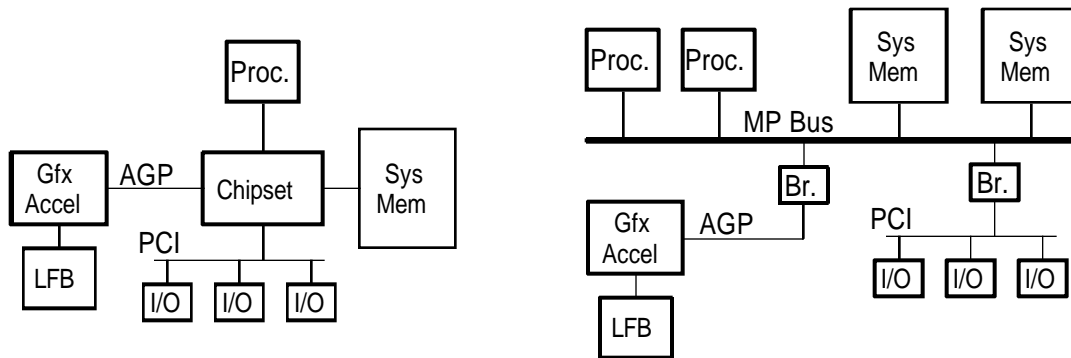 Proc.
Gfx
Accel
AGP
Chipset
Sys
Mem
LFB
PCI
I/O
I/O
I/O
Proc.
Proc.
Sys
Mem
Sys
Mem
MP Bus
Br.
Br.
Gfx
Accel
AGP
PCI
LFB
I/O
I/O
I/O